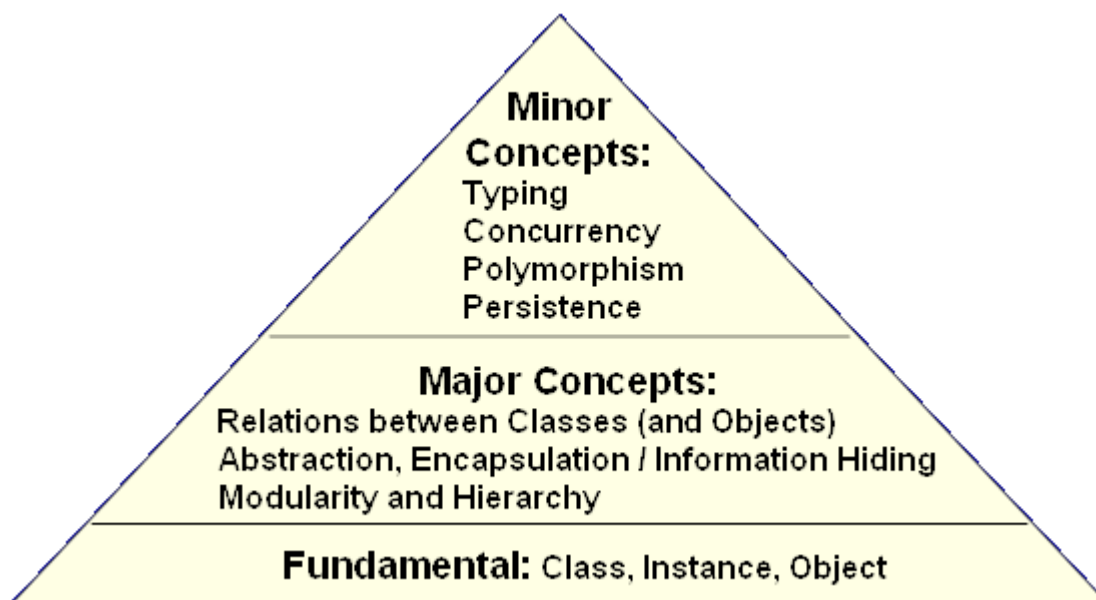 Minor
Concepts:
Typing
Concurrency
Polymorphism
Persistence
Major Concepts:
Relations between Classes (and Objects)
Abstraction, Encapsulation / Information Hiding
Modularity and Hierarchy
Fundamental: Class, Instance, Object